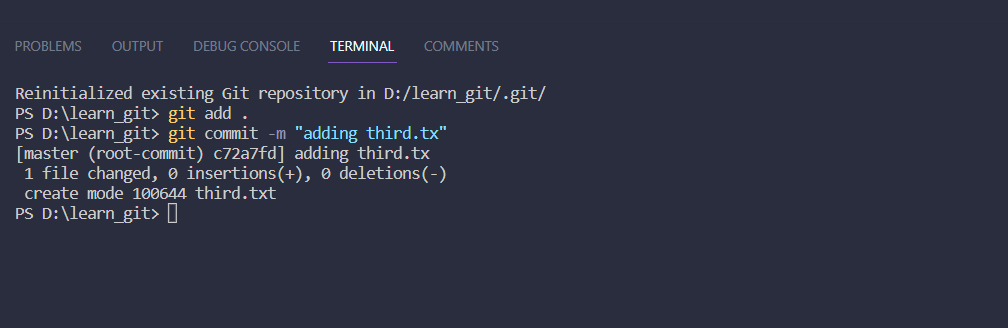 PROBLEMS OUTPUT DEBUG CONSOLE TERMINAL COMMENTS
Reinitialized existing Git repository in D:/learn_git/.git/
PS D:\learn_git> git add .
PS D:\learn_git> git commit -m "adding third.tx"
[master (root-commit) c72a7fd] adding third.tx
1 file changed, 0 insertions(+), 0 deletions(-)
create mode 100644 third.txt
PS D:\learn_git>